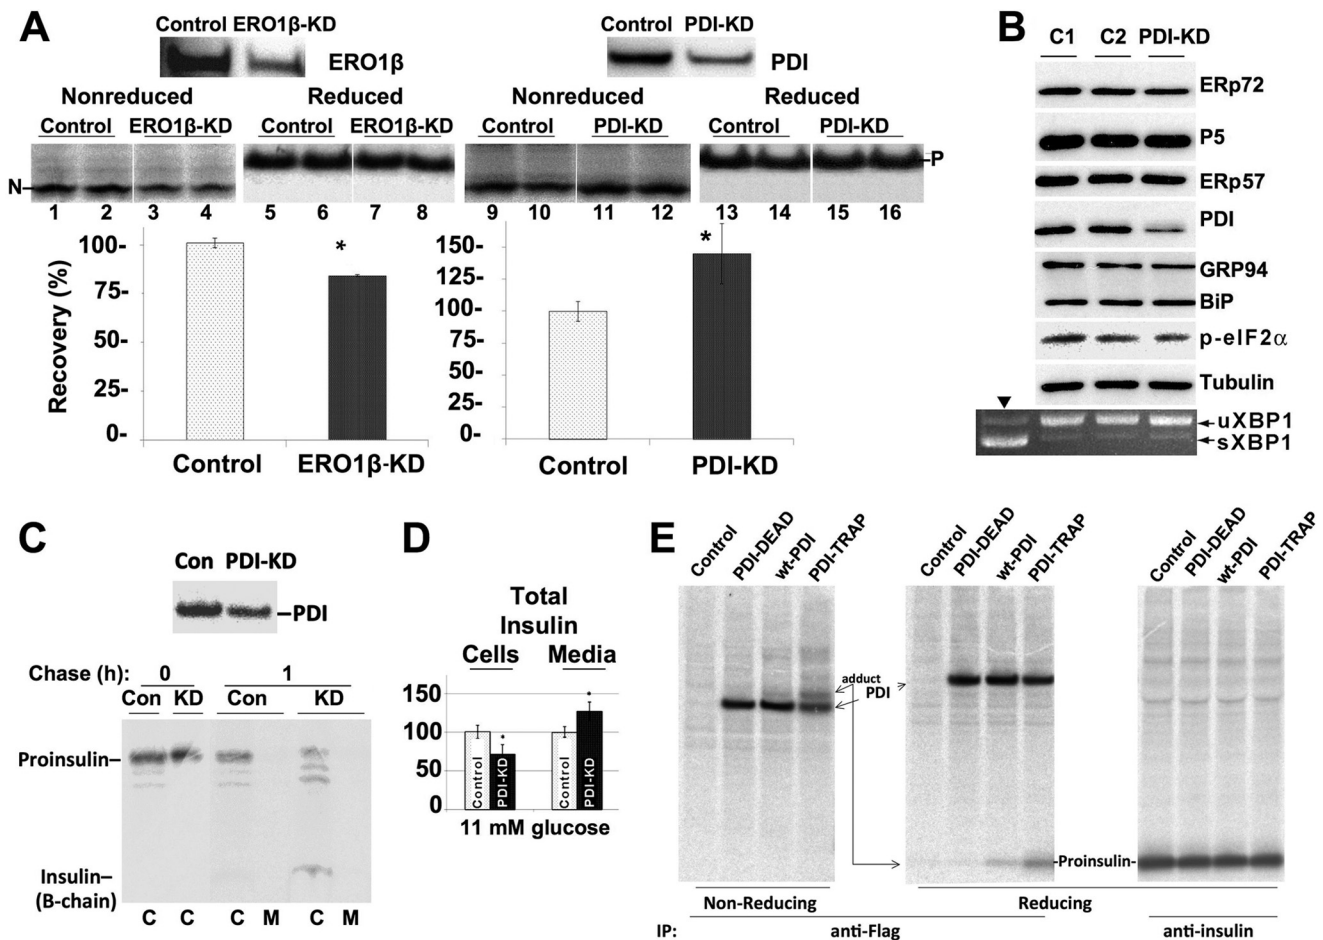 A
Control ERO1β-KD
ERO1β
Nonreduced
Reduced
Control
ERO1β-KD
Control
ERO1β-KD
N
1 2 3 4 5 6 7 8
Control PDI-KD
PDI
Nonreduced
Reduced
Control
PDI-KD
Control
PDI-KD
P
9 10 11 12 13 14 15 16
Recovery (%)
100-
75-
50-
25-
0-
*
Control
ERO1β-KD
150-
125-
100-
75-
75-
50-
25-
0-
*
Control
PDI-KD
B
C1 C2 PDI-KD
ERp72
P5
ERp57
PDI
GRP94
BiP
p-eIF2α
Tubulin
uXBP1
sXBP1
C
Con PDI-KD
PDI
Chase (h): 0 1
Con KD Con KD
Proinsulin
Insulin
(B-chain)
C C C M C M
D
Total
Insulin
Cells Media
150
100
50
0
*
*
Control
PDI-KD
Control
PDI-KD
11 mM glucose
E
Control
PDI-DEAD
wt-PDI
PDI-TRAP
Control
PDI-DEAD
wt-PDI
PDI-TRAP
Control
PDI-DEAD
wt-PDI
PDI-TRAP
adduct
PDI
-Proinsulin-
Non-Reducing
Reducing
IP: anti-Flag anti-insulin